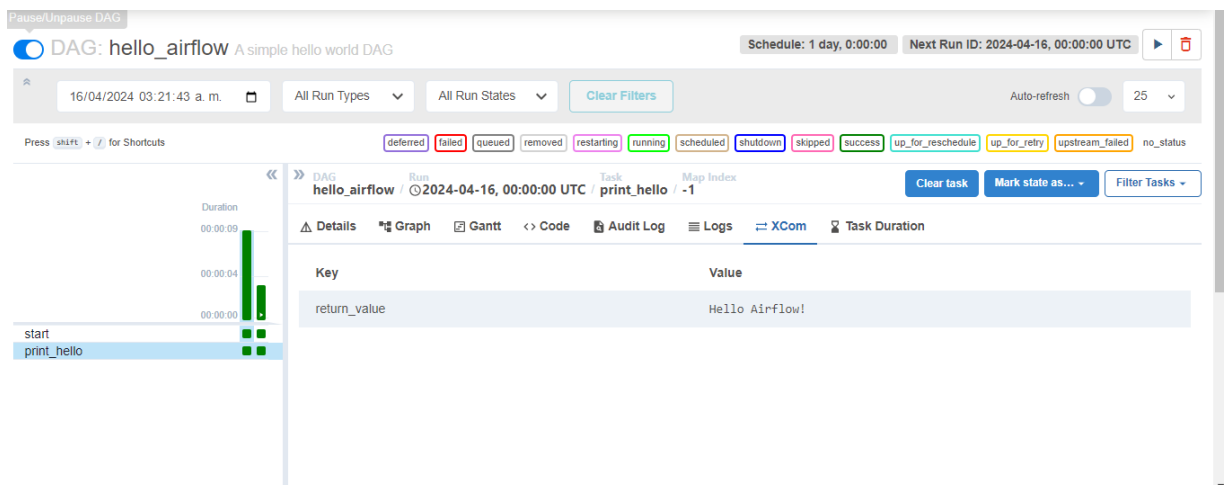 Pause/Unpause DAG
DAG: hello_airflow A simple hello world DAG
Schedule: 1 day, 0:00:00 Next Run ID: 2024-04-16, 00:00:00 UTC
16/04/2024 03:21:43 a. m. All Run Types All Run States Clear Filters Auto-refresh 25
Press shift + / for Shortcuts
deferred failed queued removed restarting running scheduled shutdown skipped success up_for_reschedule up_for_retry upstream_failed no_status
Duration
00:00:09
00:00:04
00:00:00
start
print_hello
DAG Run Task Map Index
hello_airflow / 2024-04-16, 00:00:00 UTC / print_hello / -1
Clear task Mark state as... Filter Tasks
Details Graph Gantt <> Code Audit Log Logs XCom Task Duration
Key Value
return_value Hello Airflow!